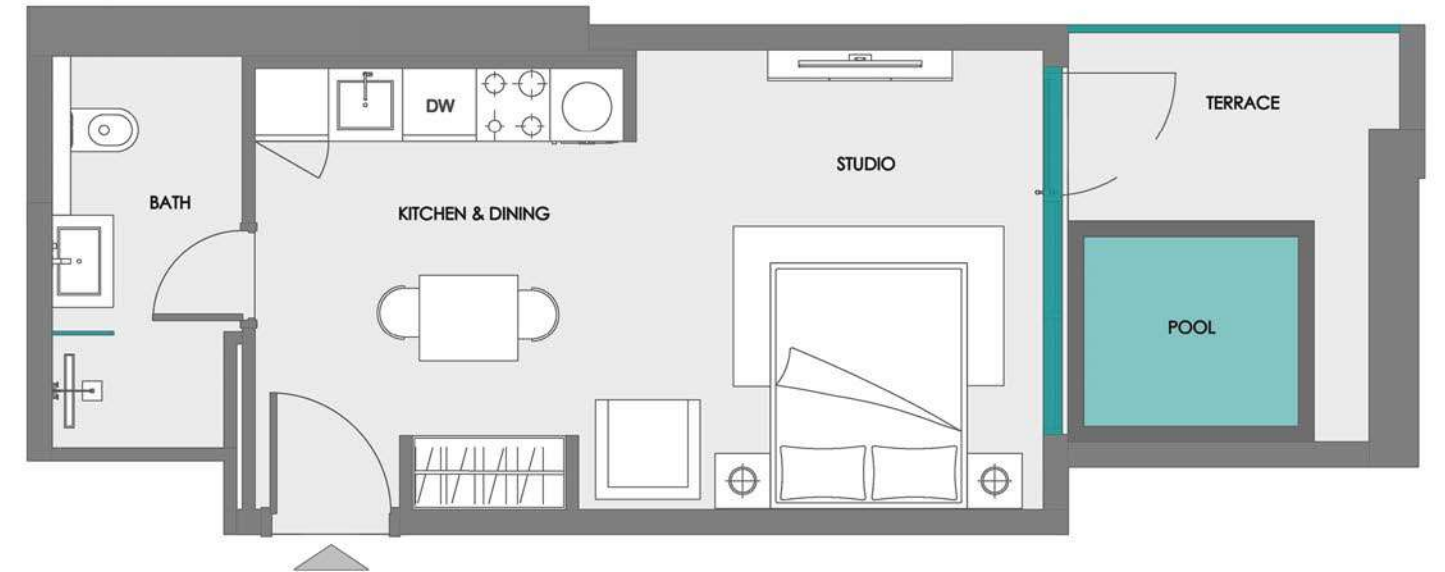 DW
TERRACE
STUDIO
BATH
KITCHEN & DINING
POOL